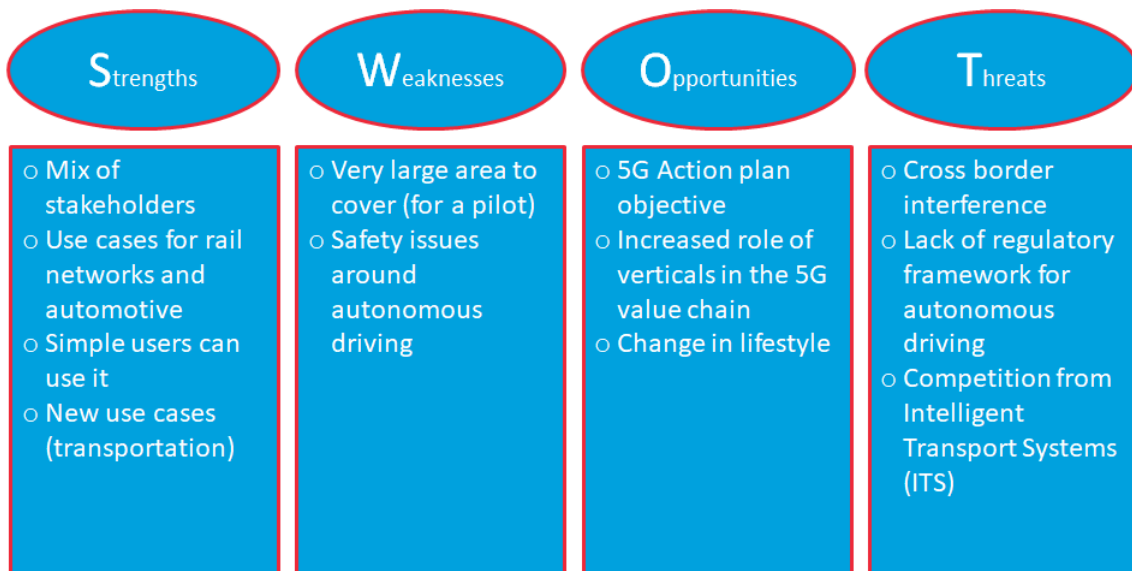 Strengths
Weaknesses
Opportunities
Threats
○ Mix of
stakeholders
○ Use cases for rail
networks and
automotive
○ Simple users can
use it
○ New use cases
(transportation)
○ Very large area to
cover (for a pilot)
○ Safety issues
around
autonomous
driving
○ 5G Action plan
objective
○ Increased role of
verticals in the 5G
value chain
○ Change in lifestyle
○ Cross border
interference
○ Lack of regulatory
framework for
autonomous
driving
○ Competition from
Intelligent
Transport Systems
(ITS)